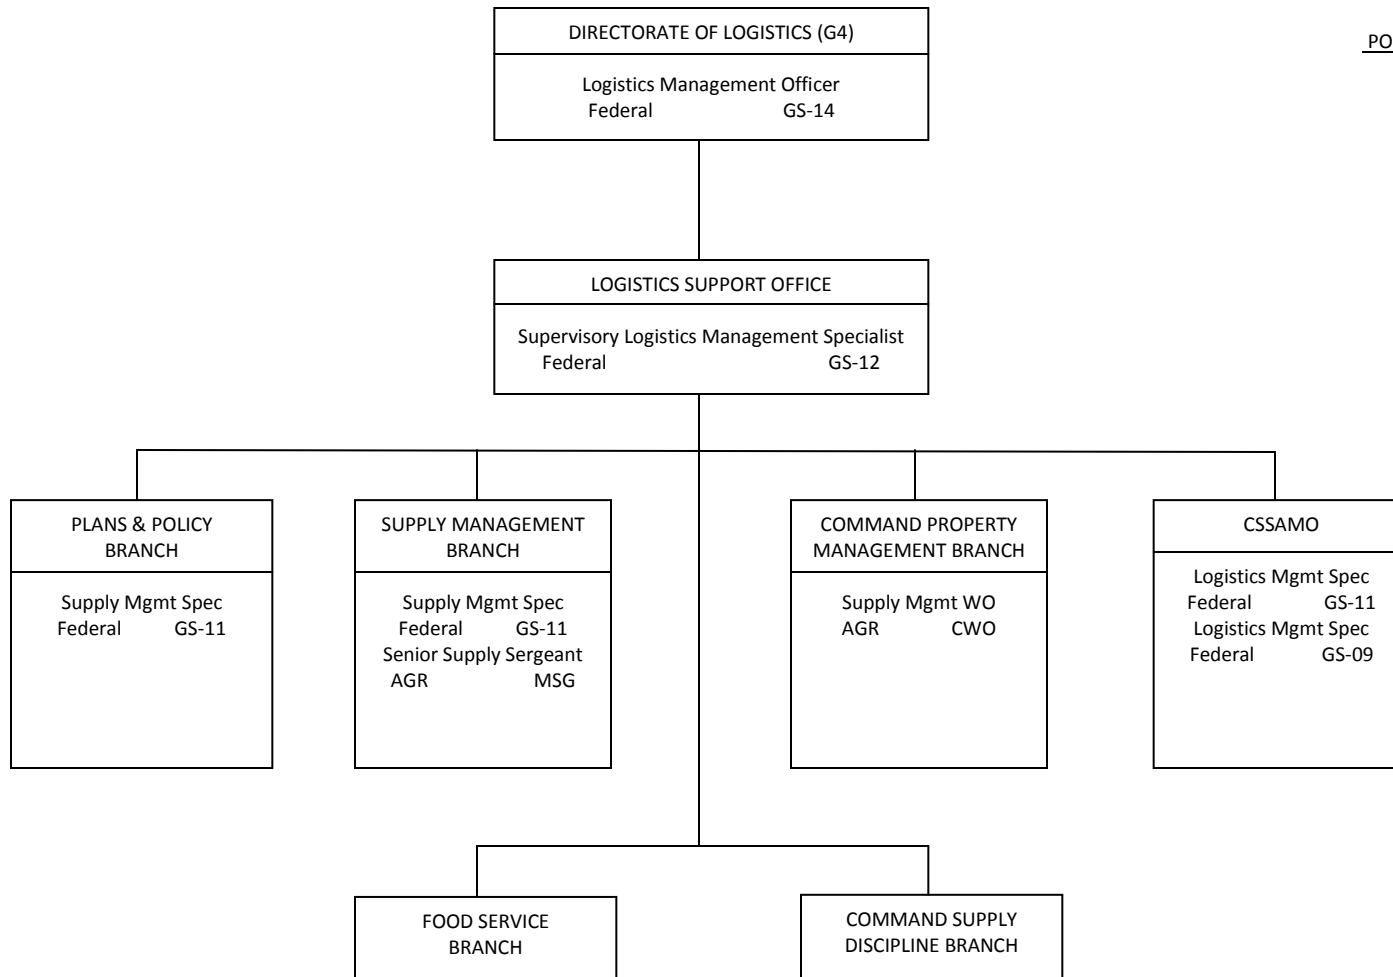 DIRECTORATE OF LOGISTICS (G4)
PO
Logistics Management Officer
Federal GS-14
LOGISTICS SUPPORT OFFICE
Supervisory Logistics Management Specialist
Federal GS-12
PLANS & POLICY
BRANCH
Supply Mgmt Spec
Federal GS-11
SUPPLY MANAGEMENT
BRANCH
Supply Mgmt Spec
Federal GS-11
Senior Supply Sergeant
AGR MSG
COMMAND PROPERTY
MANAGEMENT BRANCH
Supply Mgmt WO
AGR CWO
CSSAMO
Logistics Mgmt Spec
Federal GS-11
Logistics Mgmt Spec
Federal GS-09
FOOD SERVICE
BRANCH
COMMAND SUPPLY
DISCIPLINE BRANCH